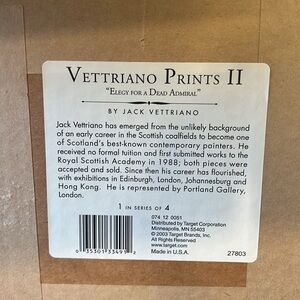 VETTRIANO PRINTS II
"ELEGY FOR A DEAD ADMIRAL"
BY JACK VETTRIANO
Jack Vettriano has emerged from the unlikely background
of an early career in the Scottish coalfields to become one
of Scotland's best-known contemporary painters. He
received no formal tuition and first submitted works to the
Royal Scottish Academy in 1988; both pieces were
accepted and sold. Since then his career has flourished,
with exhibitions in Edinburgh, London, Johannesburg and
Hong Kong. He is represented by Portland Gallery,
London.
1 IN SERIES OF 4
074 12 0051
Distributed by Target Corporation
Minneapolis, MN 55403
© 2003 Target Brands, Inc.
All Rights Reserved
www.target.com
Made in U.S.A.
27803
0 35301 33491 2